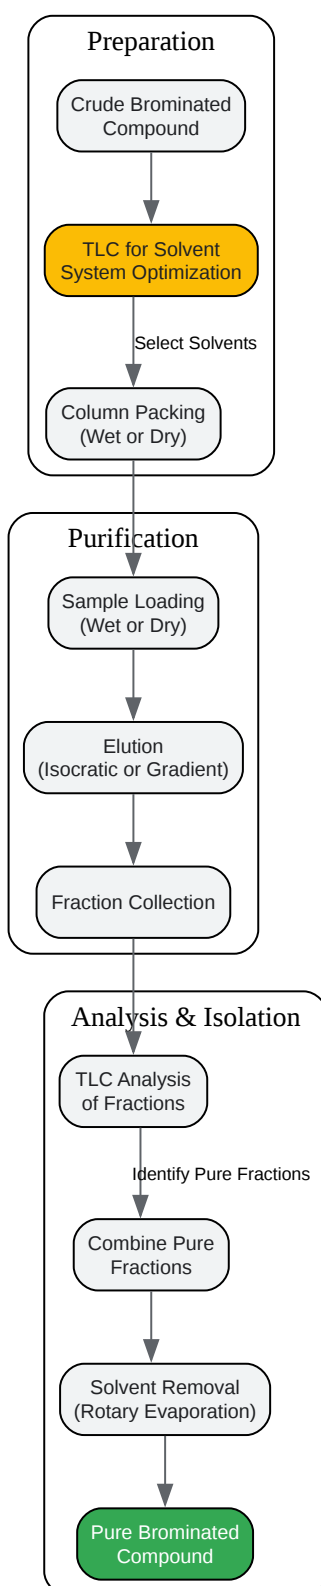 Preparation
Crude Brominated
Compound
TLC for Solvent
System Optimization
Select Solvents
Column Packing
(Wet or Dry)
Purification
Sample Loading
(Wet or Dry)
Elution
(Isocratic or Gradient)
Fraction Collection
Analysis & Isolation
TLC Analysis
of Fractions
Identify Pure Fractions
Combine Pure
Fractions
Solvent Removal
(Rotary Evaporation)
Pure Brominated
Compound